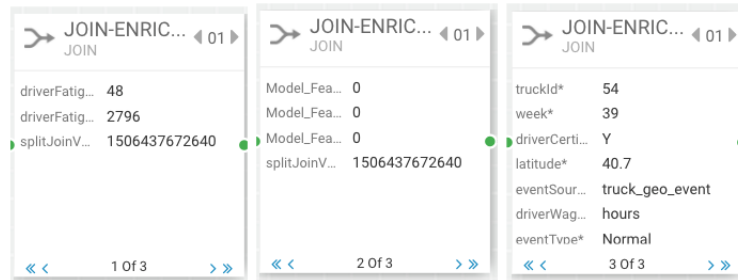 JOIN-ENRIC... 01
JOIN
driverFatig... 48
driverFatig... 2796
splitJoinV... 1506437672640
1 Of 3
JOIN-ENRIC... 01
JOIN
Model_Fea... 0
Model_Fea... 0
Model_Fea... 0
splitJoinV... 1506437672640
2 Of 3
JOIN-ENRIC... 01
JOIN
truckId* 54
week* 39
driverCerti... Y
latitude* 40.7
eventSour... truck_geo_event
driverWag... hours
eventType* Normal
3 Of 3